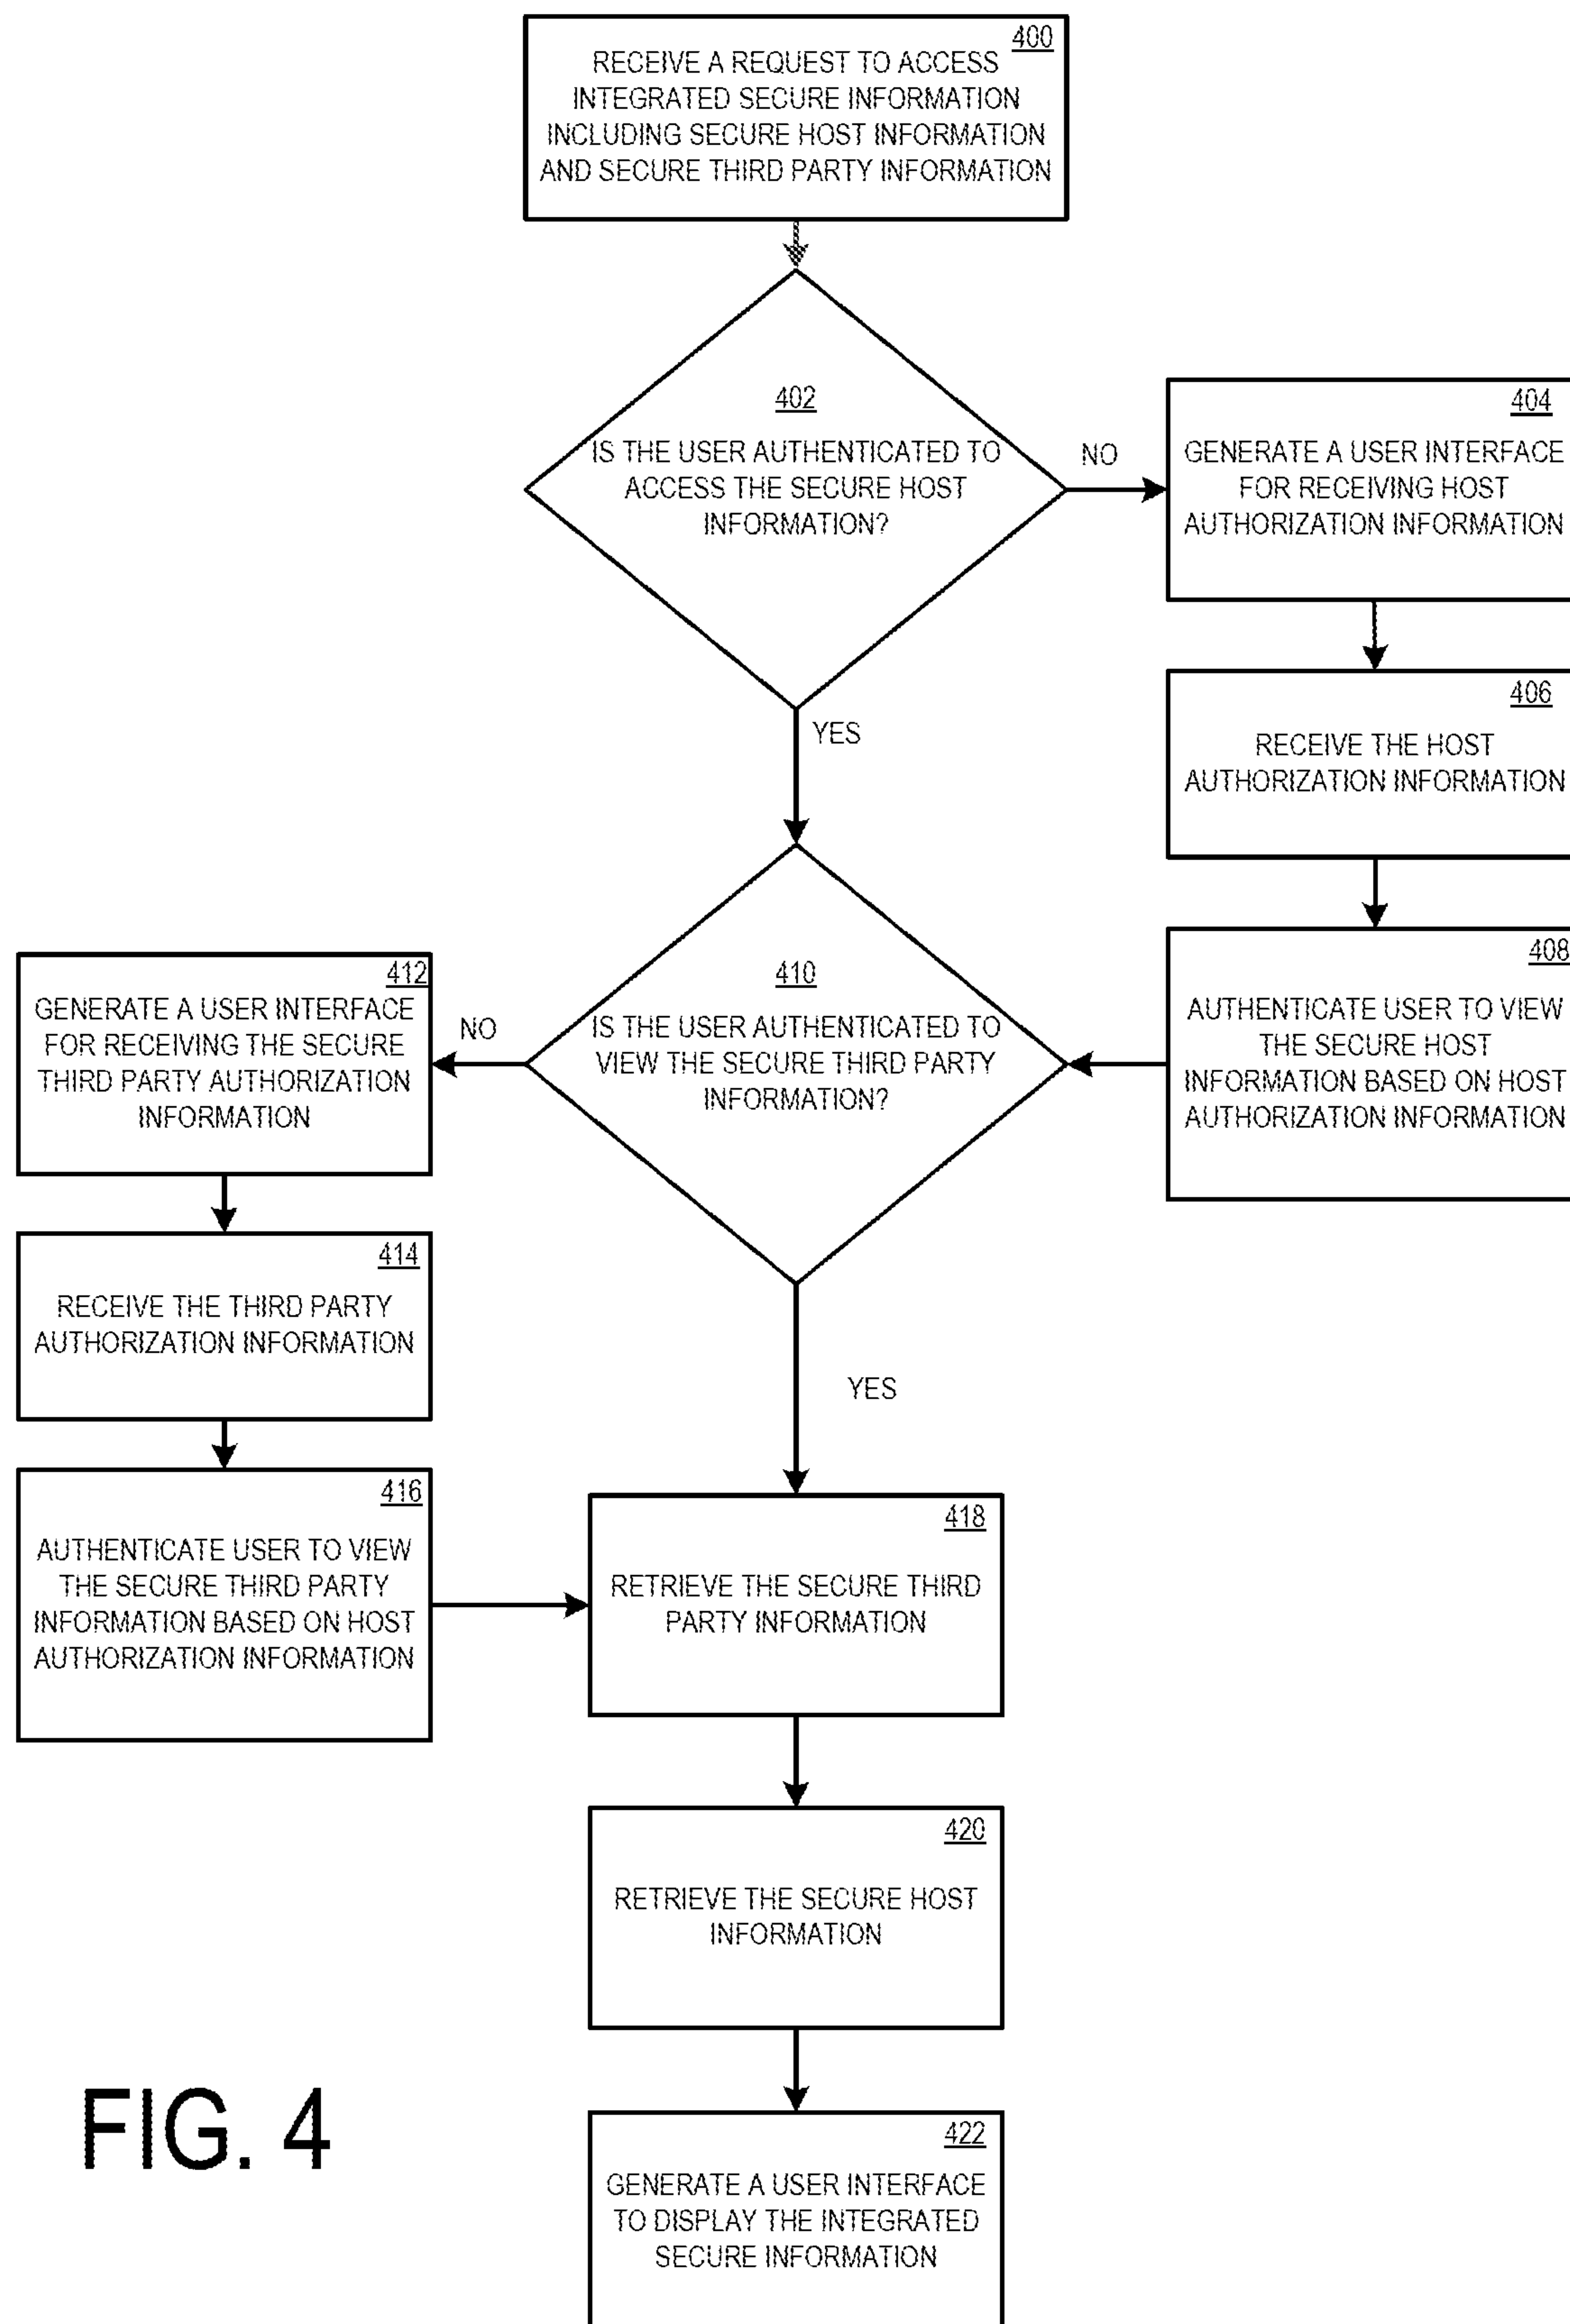 400
RECEIVE A REQUEST TO ACCESS
INTEGRATED SECURE INFORMATION
INCLUDING SECURE HOST INFORMATION
AND SECURE THIRD PARTY INFORMATION
402
IS THE USER AUTHENTICATED TO
ACCESS THE SECURE HOST
INFORMATION?
NO
404
GENERATE A USER INTERFACE
FOR RECEIVING HOST
AUTHORIZATION INFORMATION
406
RECEIVE THE HOST
AUTHORIZATION INFORMATION
YES
408
AUTHENTICATE USER TO VIEW
THE SECURE HOST
INFORMATION BASED ON HOST
AUTHORIZATION INFORMATION
410
IS THE USER AUTHENTICATED TO
VIEW THE SECURE THIRD PARTY
INFORMATION?
NO
412
GENERATE A USER INTERFACE
FOR RECEIVING THE SECURE
THIRD PARTY AUTHORIZATION
INFORMATION
414
RECEIVE THE THIRD PARTY
AUTHORIZATION INFORMATION
YES
416
AUTHENTICATE USER TO VIEW
THE SECURE THIRD PARTY
INFORMATION BASED ON HOST
AUTHORIZATION INFORMATION
418
RETRIEVE THE SECURE THIRD
PARTY INFORMATION
420
RETRIEVE THE SECURE HOST
INFORMATION
422
GENERATE A USER INTERFACE
TO DISPLAY THE INTEGRATED
SECURE INFORMATION
FIG. 4